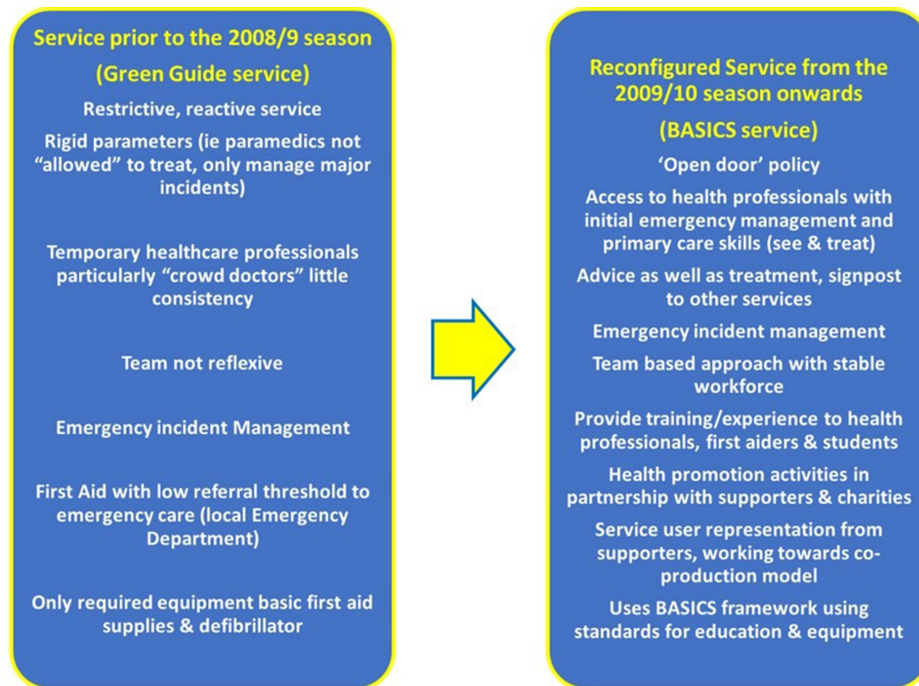 Service prior to the 2008/9 season
(Green Guide service)
Restrictive, reactive service
Rigid parameters (ie paramedics not
“allowed” to treat, only manage major
incidents)
Temporary healthcare professionals
particularly “crowd doctors” little
consistency
Team not reflexive
Emergency incident Management
First Aid with low referral threshold to
emergency care (local Emergency
Department)
Only required equipment basic first aid
supplies & defibrillator
Reconfigured Service from the
2009/10 season onwards
(BASICS service)
‘Open door’ policy
Access to health professionals with
initial emergency management and
primary care skills (see & treat)
Advice as well as treatment, signpost
to other services
Emergency incident management
Team based approach with stable
workforce
Provide training/experience to health
professionals, first aiders & students
Health promotion activities in
partnership with supporters & charities
Service user representation from
supporters, working towards co-
production model
Uses BASICS framework using
standards for education & equipment